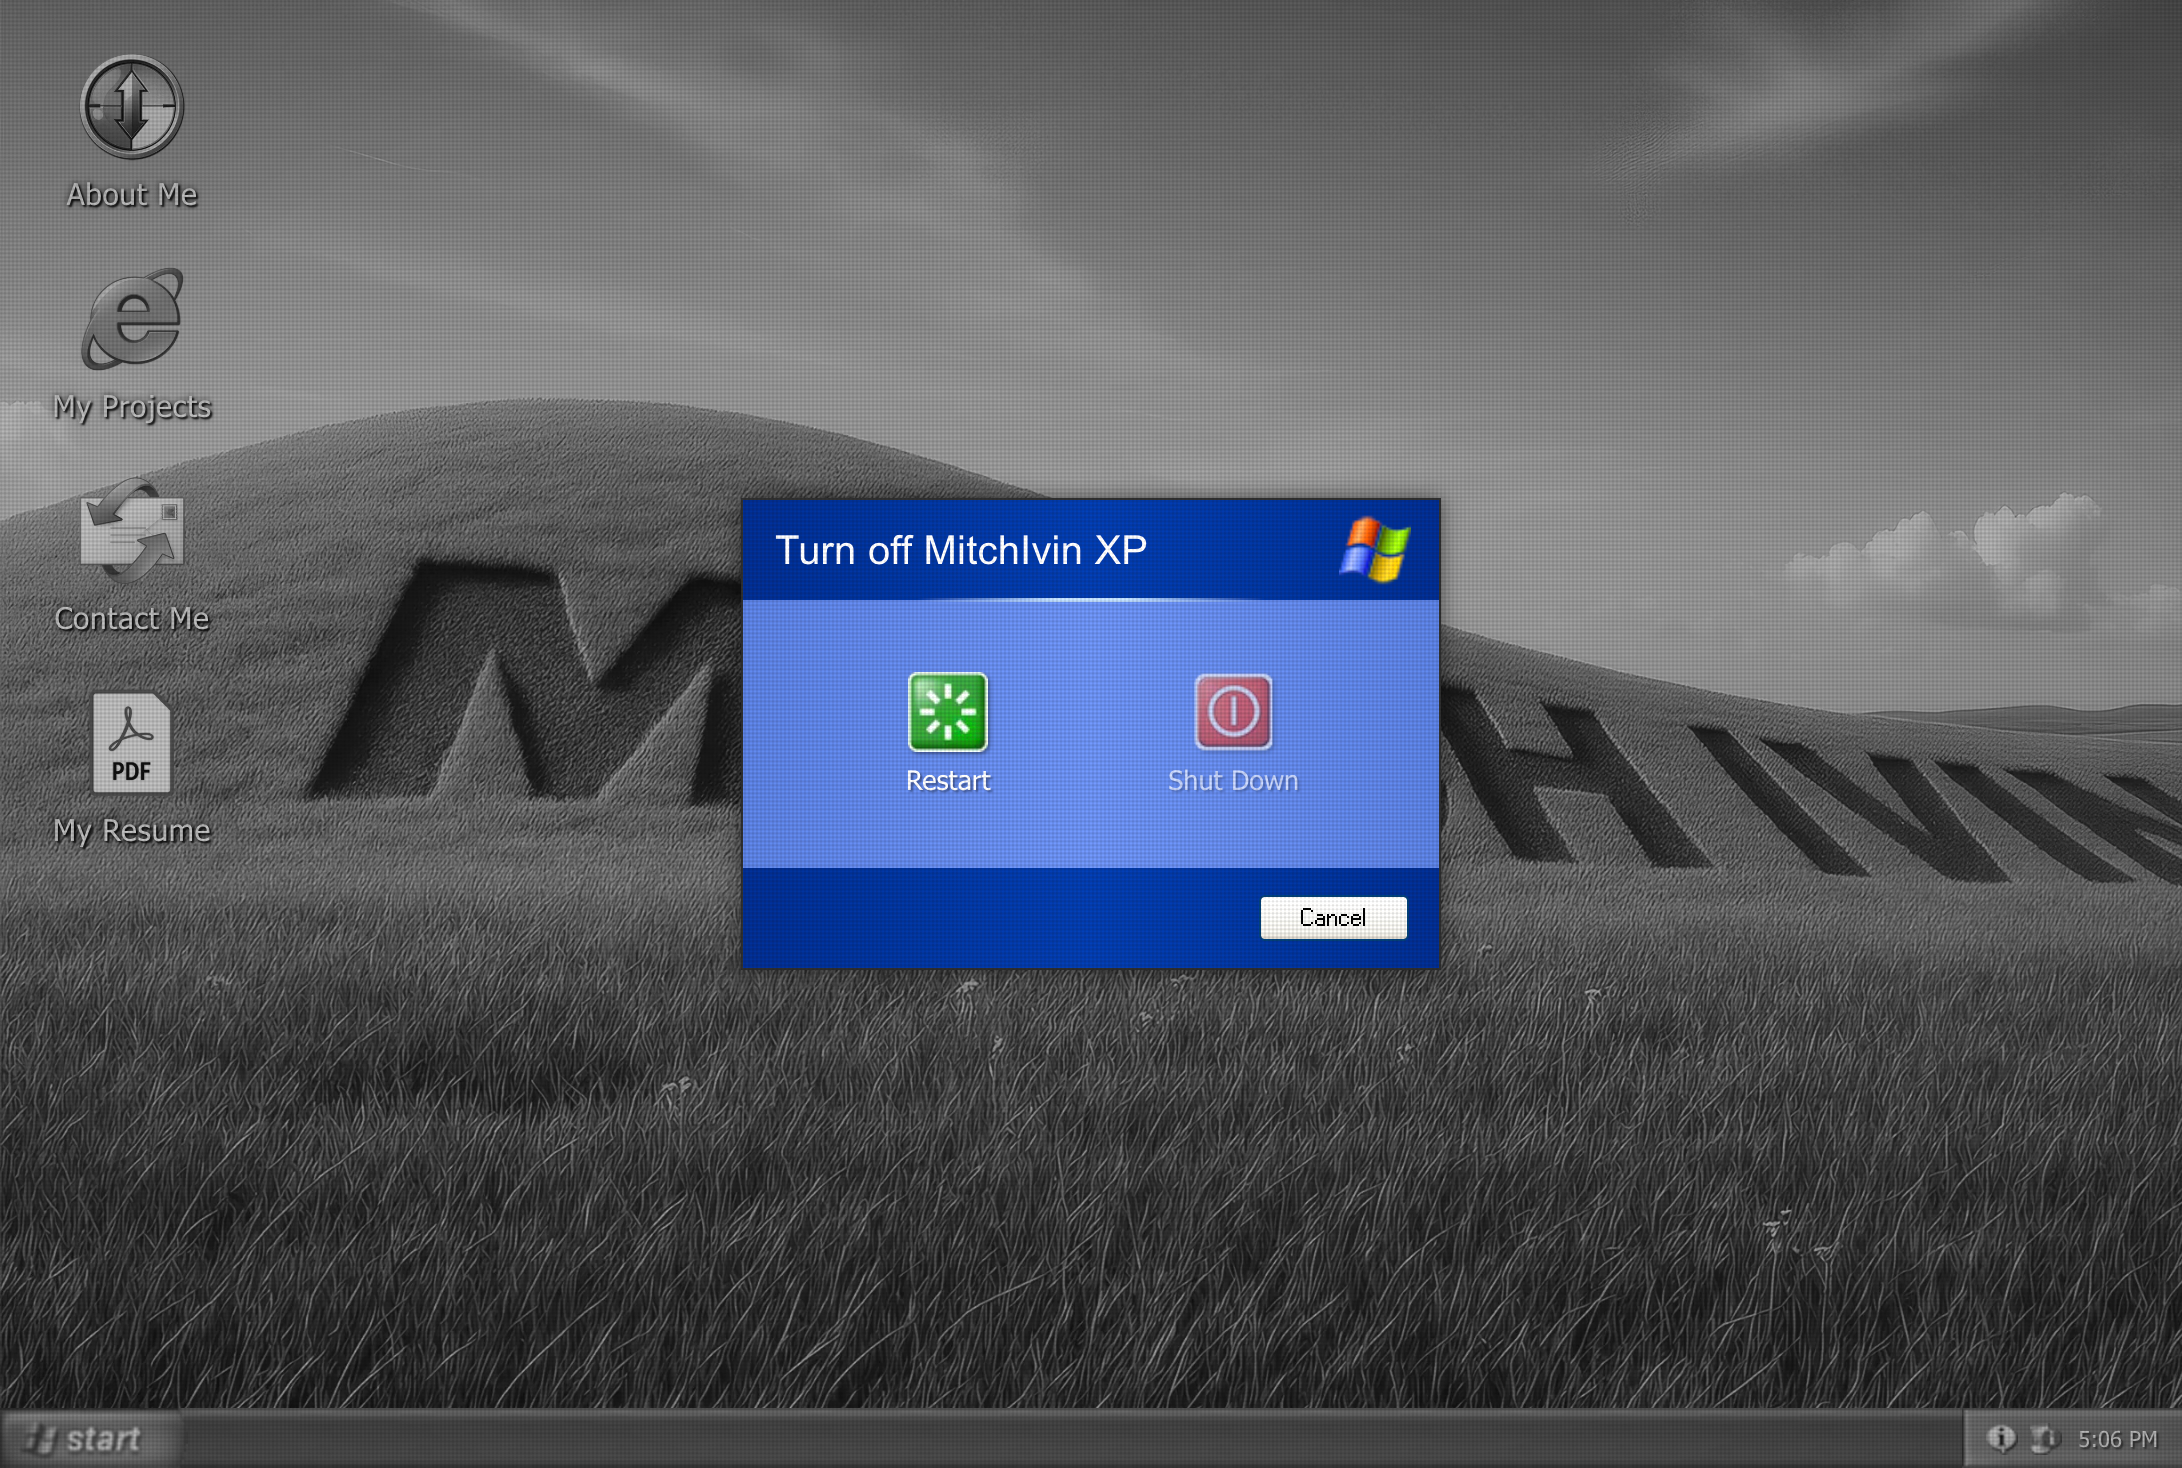 About Me
My Projects
Contact Me
PDF
My Resume
Turn off MitchIvin XP
Restart
Shut Down
Cancel
start
5:06 PM